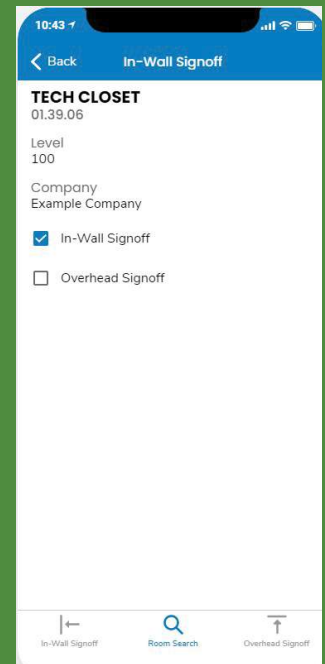 10:43
Back In-Wall Signoff
TECH CLOSET
01.39.06
Level
100
Company
Example Company
In-Wall Signoff
Overhead Signoff
In-Wall Signoff Room Search Overhead Signoff